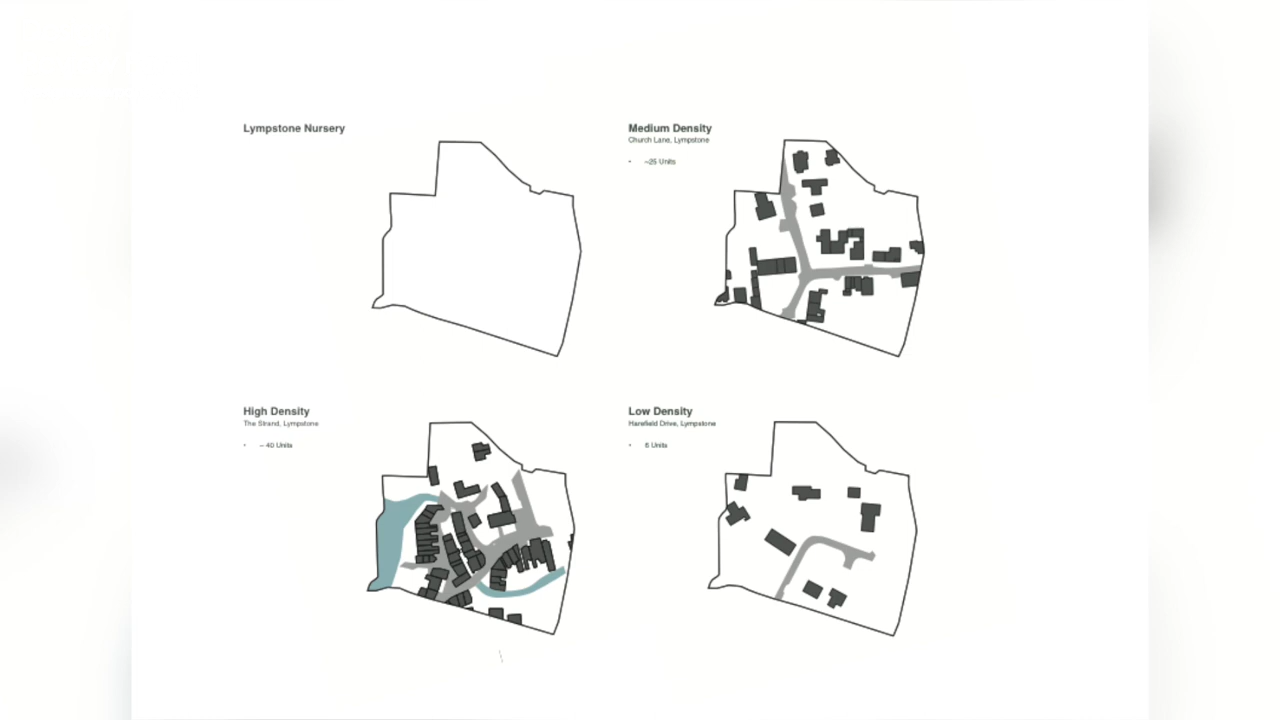 Lympstone Nursery
Medium Density
Church Lane, Lympstone
• ~25 Units
High Density
The Strand, Lympstone
• ~ 40 Units
Low Density
Harefield Drive, Lympstone
• 8 Units